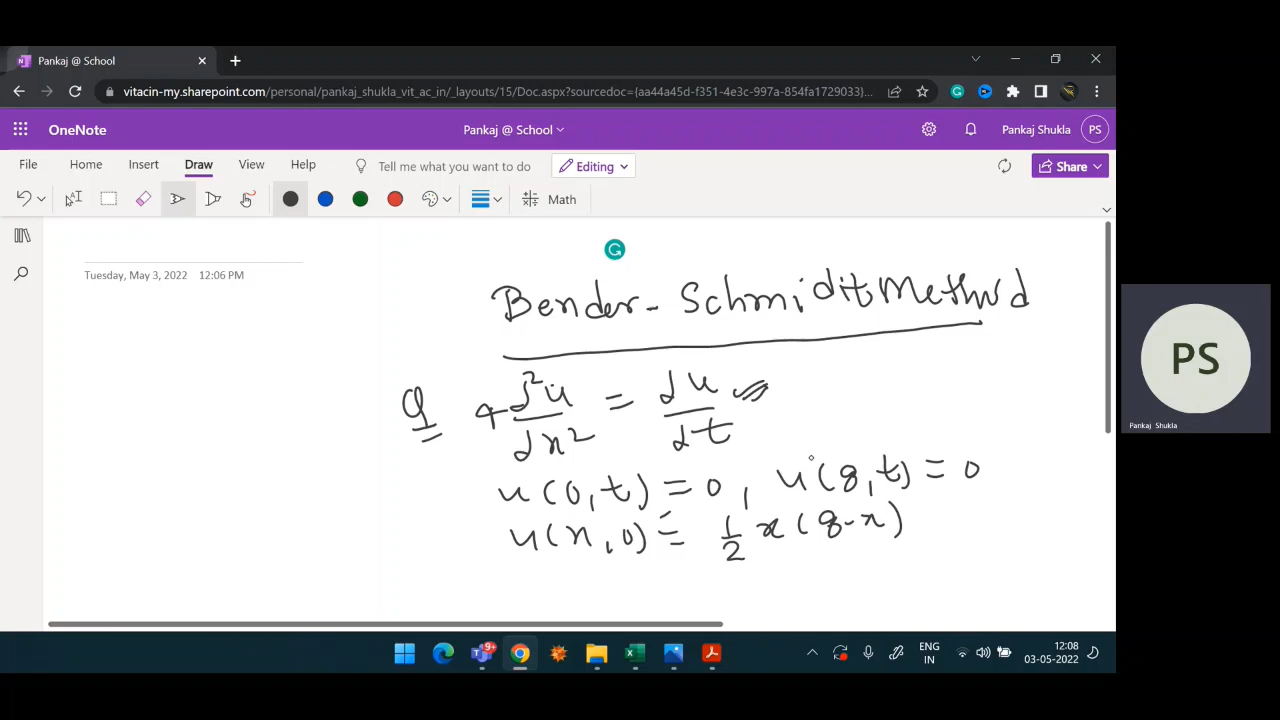 Pankaj @ School
vitacin-my.sharepoint.com/personal/pankaj_shukla_vit_ac_in/_layouts/15/Doc.aspx?sourcedoc={aa44a45d-f351-4e3c-997a-854fa1729033}...
OneNote
Pankaj @ School
Pankaj Shukla
PS
File Home Insert Draw View Help Tell me what you want to do Editing Share
Math
Tuesday, May 3, 2022 12:06 PM
Bender-Schmidit Method
Q 4 ∂²u/∂x² = ∂u/∂t
u(0,t) = 0, u(8,t) = 0
u(x,0) = 1/2 x(8-x)
PS
Pankaj Shukla
9+
ENG
IN
12:08
03-05-2022